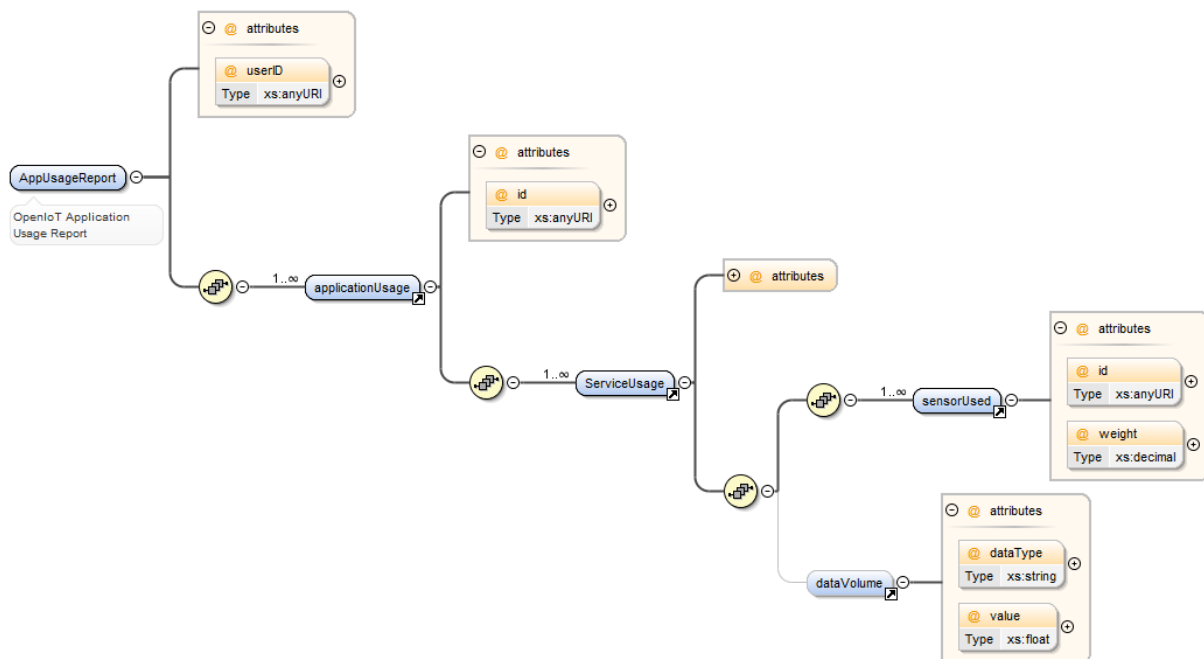 @ attributes
@ userID
Type xs:anyURI
AppUsageReport
OpenIoT Application
Usage Report
1..∞
applicationUsage
@ attributes
@ id
Type xs:anyURI
1..∞
ServiceUsage
@ attributes
1..∞
sensorUsed
@ attributes
@ id
Type xs:anyURI
@ weight
Type xs:decimal
dataVolume
@ attributes
@ dataType
Type xs:string
@ value
Type xs:float